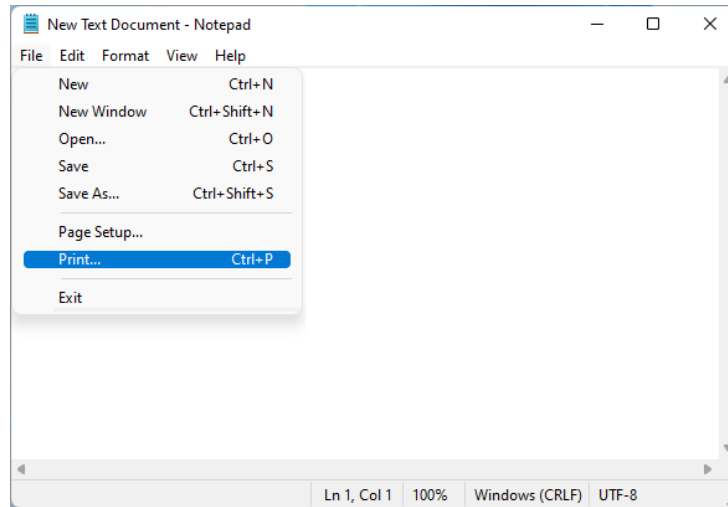 New Text Document - Notepad
File Edit Format View Help
New Ctrl+N
New Window Ctrl+Shift+N
Open... Ctrl+O
Save Ctrl+S
Save As... Ctrl+Shift+S
Page Setup...
Print... Ctrl+P
Exit
Ln 1, Col 1 100% Windows (CRLF) UTF-8